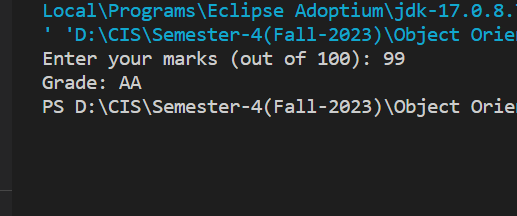 Local\Programs\Eclipse Adoptium\jdk-17.0.8.
' 'D:\CIS\Semester-4(Fall-2023)\Object Orie
Enter your marks (out of 100): 99
Grade: AA
PS D:\CIS\Semester-4(Fall-2023)\Object Orie